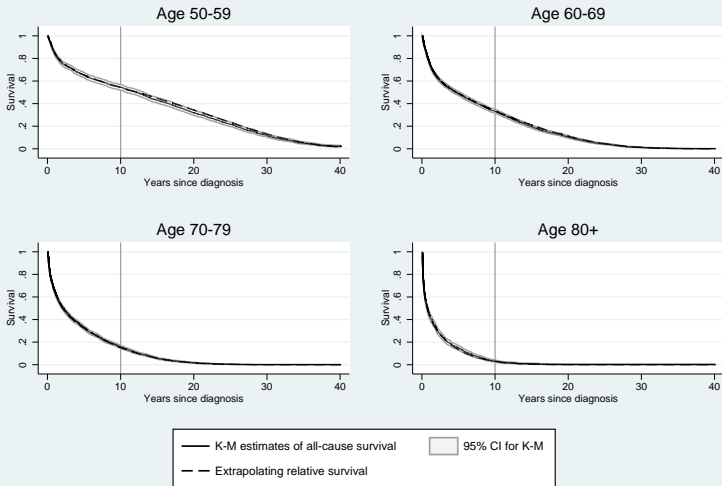 Age 50-59
Survival
0 .2 .4 .6 .8 1
0 10 20 30 40
Years since diagnosis
Age 60-69
Survival
0 .2 .4 .6 .8 1
0 10 20 30 40
Years since diagnosis
Age 70-79
Survival
0 .2 .4 .6 .8 1
0 10 20 30 40
Years since diagnosis
Age 80+
Survival
0 .2 .4 .6 .8 1
0 10 20 30 40
Years since diagnosis
K-M estimates of all-cause survival
95% CI for K-M
Extrapolating relative survival